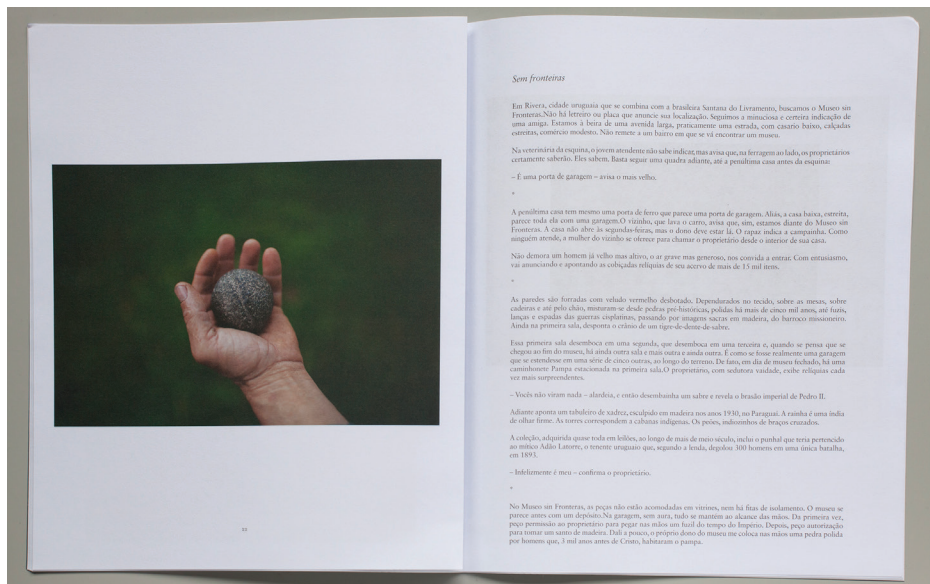 Sem fronteiras
Em Rivera, cidade uruguaia que se combina com a brasileira Santana do Livramento, buscamos o Museo sin
Fronteras.Não há letreiro ou placa que anuncie sua localização. Seguimos a minuciosa e certeira indicação de
uma amiga. Estamos à beira de uma avenida larga, praticamente uma estrada, com casario baixo, calçadas
estreitas, comércio modesto. Não remete a um bairro em que se vá encontrar um museu.
Na veterinária da esquina, o jovem atendente não sabe indicar, mas avisa que, na ferragem ao lado, os proprietários
certamente saberão. Eles sabem. Basta seguir uma quadra adiante, até a penúltima casa antes da esquina:
– É uma porta de garagem – avisa o mais velho.
*
A penúltima casa tem mesmo uma porta de ferro que parece uma porta de garagem. Aliás, a casa baixa, estreita,
parece toda ela com uma garagem.O vizinho, que lava o carro, avisa que, sim, estamos diante do Museo sin
Fronteras. A casa não abre às segundas-feiras, mas o dono deve estar lá. O rapaz indica a campainha. Como
ninguém atende, a mulher do vizinho se oferece para chamar o proprietário desde o interior de sua casa.
Não demora um homem já velho mas altivo, o ar grave mas generoso, nos convida a entrar. Com entusiasmo,
vai anunciando e apontando as cobiçadas relíquias de seu acervo de mais de 15 mil itens.
*
As paredes são forradas com veludo vermelho desbotado. Dependurados no tecido, sobre as mesas, sobre
cadeiras e até pelo chão, misturam-se desde pedras pré-históricas, polidas há mais de cinco mil anos, até fuzis,
lanças e espadas das guerras cisplatinas, passando por imagens sacras em madeira, do barroco missioneiro.
Ainda na primeira sala, desponta o crânio de um tigre-de-dente-de-sabre.
Essa primeira sala desemboca em uma segunda, que desemboca em uma terceira e, quando se pensa que se
chegou ao fim do museu, há ainda outra sala e mais outra e ainda outra. É como se fosse realmente uma garagem
que se estendesse em uma série de cinco outras, ao longo do terreno. De fato, em dia de museu fechado, há uma
caminhonete Pampa estacionada na primeira sala.O proprietário, com sedutora vaidade, exibe relíquias cada
vez mais surpreendentes.
– Vocês não viram nada – alardeia, e então desembainha um sabre e revela o brasão imperial de Pedro II.
Adiante aponta um tabuleiro de xadrez, esculpido em madeira nos anos 1930, no Paraguai. A rainha é uma índia
de olhar firme. As torres correspondem a cabanas indígenas. Os peões, indiozinhos de braços cruzados.
A coleção, adquirida quase toda em leilões, ao longo de mais de meio século, inclui o punhal que teria pertencido
ao mítico Adão Latorre, o tenente uruguaio que, segundo a lenda, degolou 300 homens em uma única batalha,
em 1893.
– Infelizmente é meu – confirma o proprietário.
*
No Museo sin Fronteras, as peças não estão acomodadas em vitrines, nem há fitas de isolamento. O museu se
parece antes com um depósito.Na garagem, sem aura, tudo se mantém ao alcance das mãos. Da primeira vez,
peço permissão ao proprietário para pegar nas mãos um fuzil do tempo do Império. Depois, peço autorização
para tomar um santo de madeira. Dali a pouco, o próprio dono do museu me coloca nas mãos uma pedra polida
por homens que, 3 mil anos antes de Cristo, habitaram o pampa.